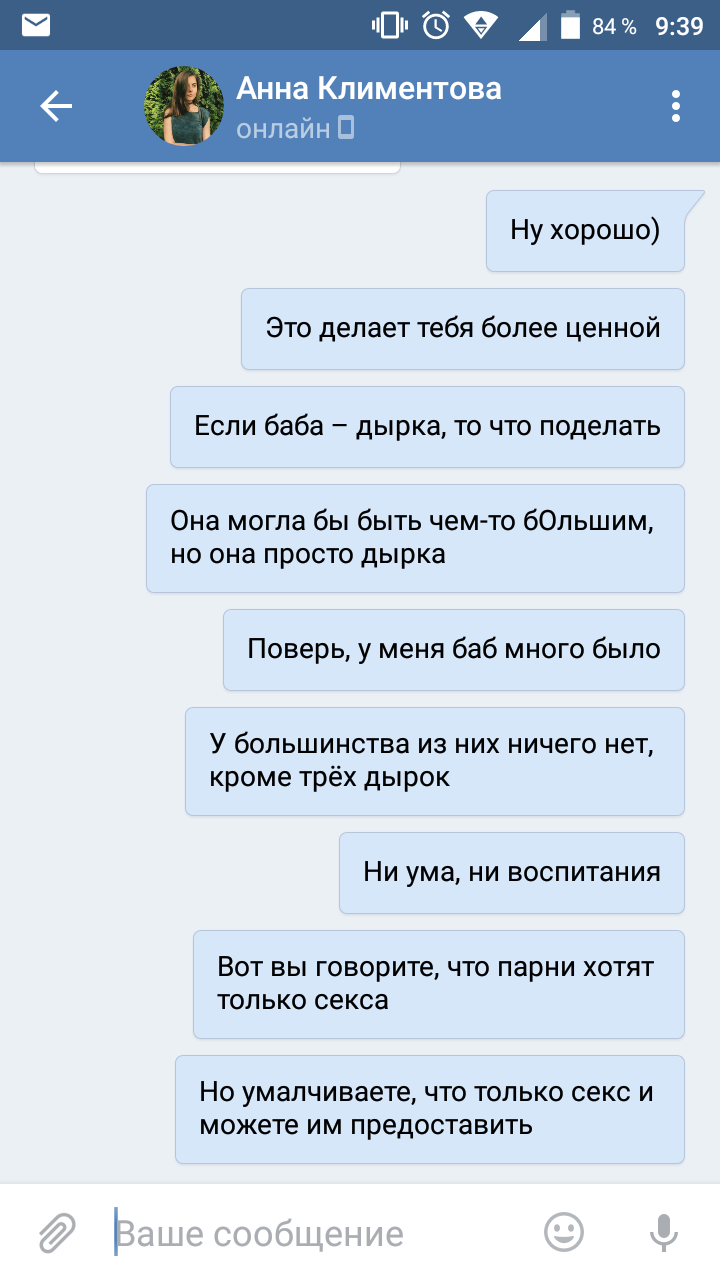 84 % 9:39
Анна Климентова
онлайн
Ну хорошо)
Это делает тебя более ценной
Если баба – дырка, то что поделать
Она могла бы быть чем-то бОльшим,
но она просто дырка
Поверь, у меня баб много было
У большинства из них ничего нет,
кроме трёх дырок
Ни ума, ни воспитания
Вот вы говорите, что парни хотят
только секса
Но умалчиваете, что только секс и
можете им предоставить
Ваше сообщение